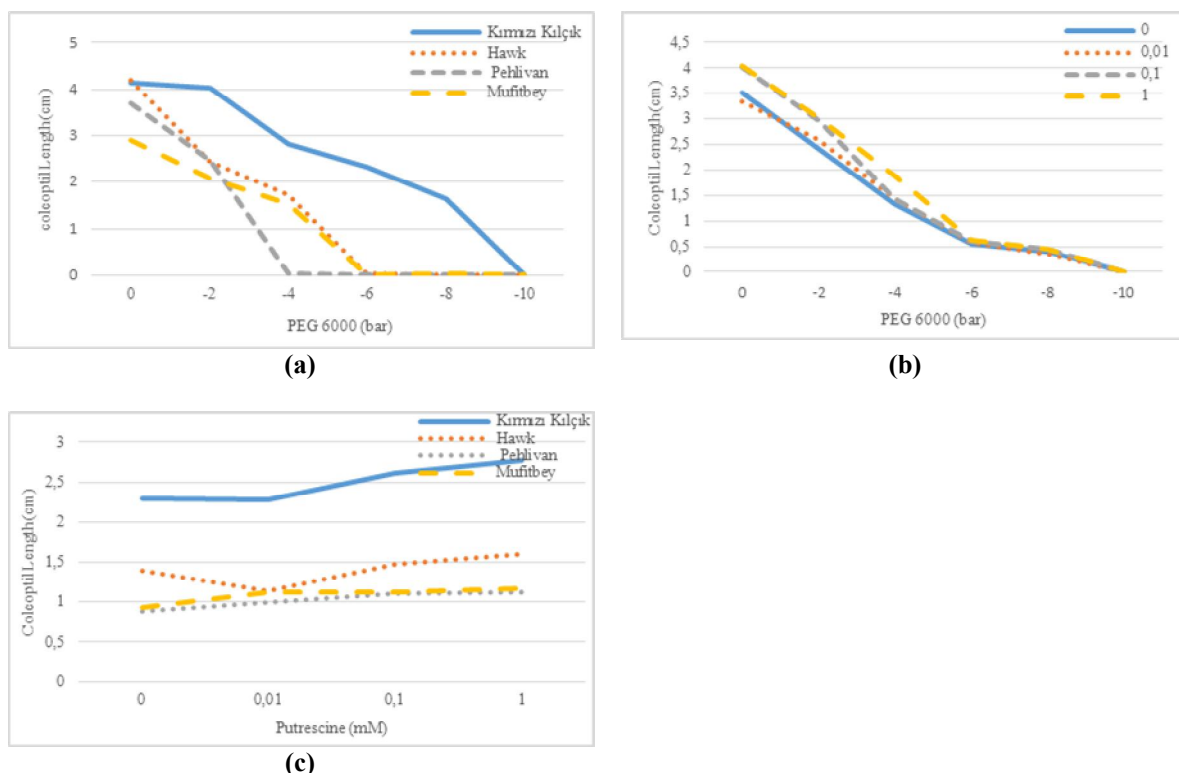 Kırmızı Kılçık
Hawk
Pehlivan
Mufitbey
5
4
3
2
1
0
coleoptil Length(cm)
0 -2 -4 -6 -8 -10
PEG 6000 (bar)
(a)
0
0,01
0,1
1
4,5
4
3,5
3
2,5
2
1,5
1
0,5
0
Coleoptil Lenngth(cm)
0 -2 -4 -6 -8 -10
PEG 6000 (bar)
(b)
Kırmızı Kılçık
Hawk
Pehlivan
Mufitbey
3
2,5
2
1,5
1
0,5
0
Coleoptil Length(cm)
0 0,01 0,1 1
Putrescine (mM)
(c)